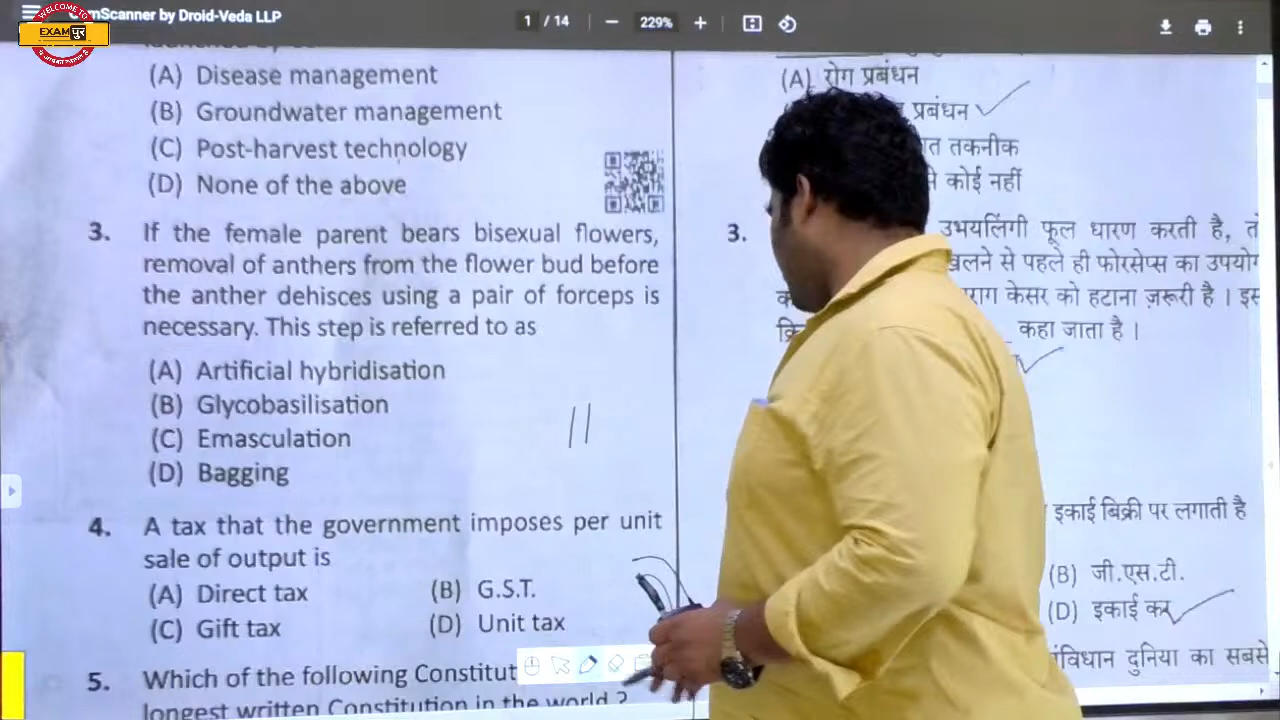 CamScanner by Droid-Veda LLP
1 / 14
229%
WELCOME TO
EXAM पुर
(A) Disease management
(B) Groundwater management
(C) Post-harvest technology
(D) None of the above
3. If the female parent bears bisexual flowers,
removal of anthers from the flower bud before
the anther dehisces using a pair of forceps is
necessary. This step is referred to as
(A) Artificial hybridisation
(B) Glycobasilisation
(C) Emasculation
(D) Bagging
4. A tax that the government imposes per unit
sale of output is
(A) Direct tax (B) G.S.T.
(C) Gift tax (D) Unit tax
5. Which of the following
longest written Constitution in the world ?
(A) रोग प्रबंधन
प्रबंधन
तकनीक
कोई नहीं
3. उभयलिंगी फूल धारण करती है,
से पहले ही फोरसेप्स का
केसर को हटाना ज़रूरी है ।
कहा जाता है ।
इकाई बिक्री पर लगाती है
(B) जी.एस.टी.
(D) इकाई कर
दुनिया का सबसे